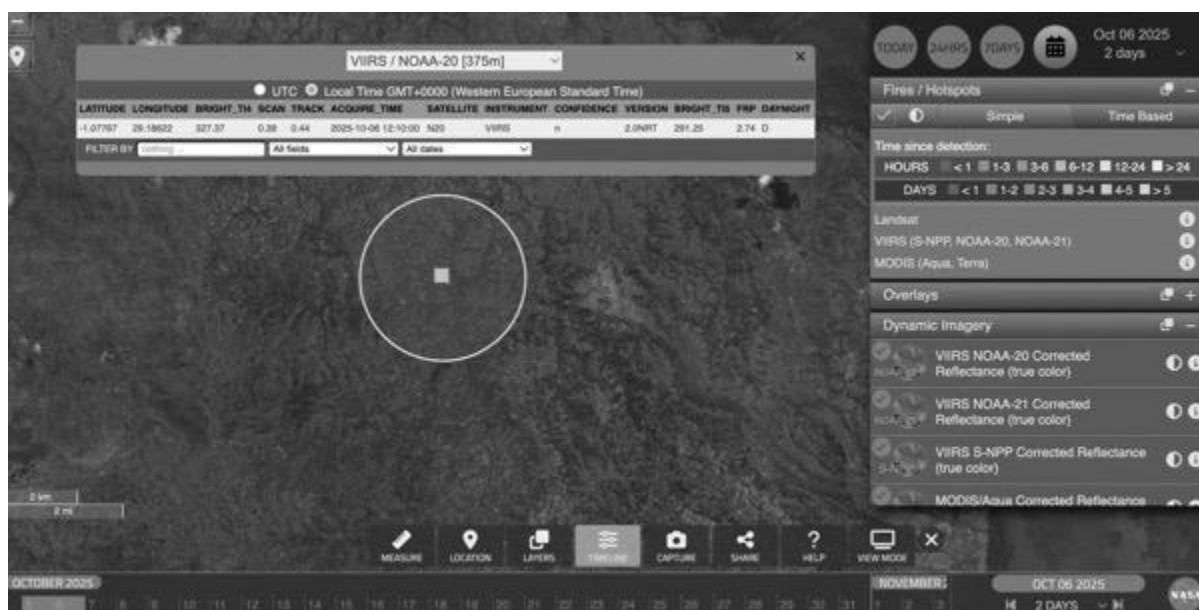 VIIRS / NOAA-20 [375m]
UTC Local Time GMT+0000 (Western European Standard Time)
LATITUDE LONGITUDE BRIGHT_TI4 SCAN TRACK ACQUIRE_TIME SATELLITE INSTRUMENT CONFIDENCE VERSION BRIGHT_TI5 FRP DAYNIGHT
-1.07767 29.18622 327.37 0.39 0.44 2025-10-06 12:10:00 N20 VIIRS n 2.0NRT 291.25 2.74 D
FILTER BY nothing ... All fields All dates
TODAY 24HRS 7DAYS
Oct 06 2025
2 days
Fires / Hotspots
Simple Time Based
Time since detection:
HOURS < 1 1-3 3-6 6-12 12-24 > 24
DAYS < 1 1-2 2-3 3-4 4-5 > 5
Landsat
VIIRS (S-NPP, NOAA-20, NOAA-21)
MODIS (Aqua, Terra)
Overlays
Dynamic Imagery
VIIRS NOAA-20 Corrected
Reflectance (true color)
VIIRS NOAA-21 Corrected
Reflectance (true color)
VIIRS S-NPP Corrected Reflectance
(true color)
MODIS/Aqua Corrected Reflectance
2 km
2 mi
MEASURE LOCATION LAYERS TIMELINE CAPTURE SHARE HELP VIEW MODE
OCTOBER 2025 NOVEMBER OCT 06 2025
7 8 9 10 11 12 13 14 15 16 17 18 19 20 21 22 23 24 25 26 27 28 29 30 31 1 2 3 2 DAYS
NASA